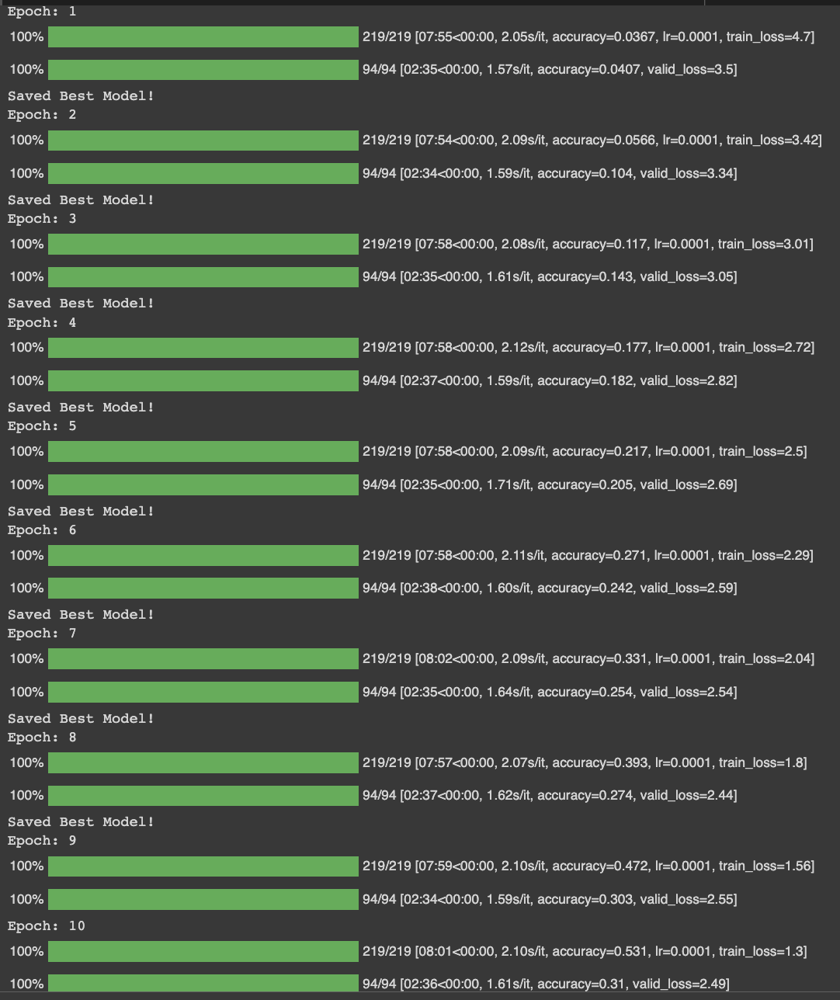 Epoch: 1
100% 219/219 [07:55<00:00, 2.05s/it, accuracy=0.0367, lr=0.0001, train_loss=4.7]
100% 94/94 [02:35<00:00, 1.57s/it, accuracy=0.0407, valid_loss=3.5]
Saved Best Model!
Epoch: 2
100% 219/219 [07:54<00:00, 2.09s/it, accuracy=0.0566, lr=0.0001, train_loss=3.42]
100% 94/94 [02:34<00:00, 1.59s/it, accuracy=0.104, valid_loss=3.34]
Saved Best Model!
Epoch: 3
100% 219/219 [07:58<00:00, 2.08s/it, accuracy=0.117, lr=0.0001, train_loss=3.01]
100% 94/94 [02:35<00:00, 1.61s/it, accuracy=0.143, valid_loss=3.05]
Saved Best Model!
Epoch: 4
100% 219/219 [07:58<00:00, 2.12s/it, accuracy=0.177, lr=0.0001, train_loss=2.72]
100% 94/94 [02:37<00:00, 1.59s/it, accuracy=0.182, valid_loss=2.82]
Saved Best Model!
Epoch: 5
100% 219/219 [07:58<00:00, 2.09s/it, accuracy=0.217, lr=0.0001, train_loss=2.5]
100% 94/94 [02:35<00:00, 1.71s/it, accuracy=0.205, valid_loss=2.69]
Saved Best Model!
Epoch: 6
100% 219/219 [07:58<00:00, 2.11s/it, accuracy=0.271, lr=0.0001, train_loss=2.29]
100% 94/94 [02:38<00:00, 1.60s/it, accuracy=0.242, valid_loss=2.59]
Saved Best Model!
Epoch: 7
100% 219/219 [08:02<00:00, 2.09s/it, accuracy=0.331, lr=0.0001, train_loss=2.04]
100% 94/94 [02:35<00:00, 1.64s/it, accuracy=0.254, valid_loss=2.54]
Saved Best Model!
Epoch: 8
100% 219/219 [07:57<00:00, 2.07s/it, accuracy=0.393, lr=0.0001, train_loss=1.8]
100% 94/94 [02:37<00:00, 1.62s/it, accuracy=0.274, valid_loss=2.44]
Saved Best Model!
Epoch: 9
100% 219/219 [07:59<00:00, 2.10s/it, accuracy=0.472, lr=0.0001, train_loss=1.56]
100% 94/94 [02:34<00:00, 1.59s/it, accuracy=0.303, valid_loss=2.55]
Epoch: 10
100% 219/219 [08:01<00:00, 2.10s/it, accuracy=0.531, lr=0.0001, train_loss=1.3]
100% 94/94 [02:36<00:00, 1.61s/it, accuracy=0.31, valid_loss=2.49]